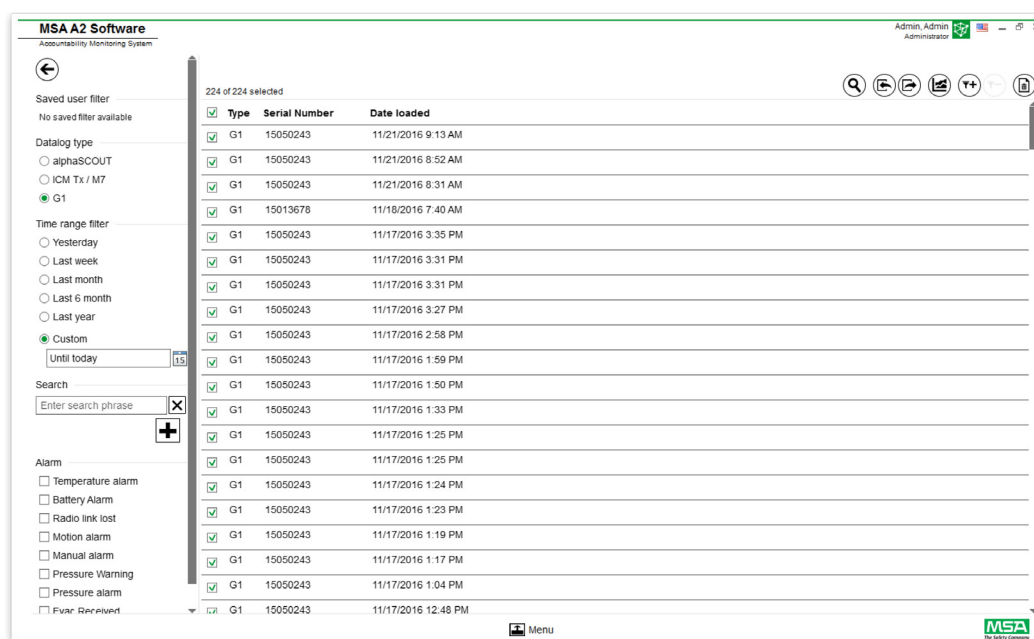 MSA A2 Software
Accountability Monitoring System
Admin, Admin
Administrator
Saved user filter
No saved filter available
Datalog type
alphaSCOUT
ICM Tx / M7
G1
Time range filter
Yesterday
Last week
Last month
Last 6 month
Last year
Custom
Until today
15
Search
Enter search phrase
Alarm
Temperature alarm
Battery Alarm
Radio link lost
Motion alarm
Manual alarm
Pressure Warning
Pressure alarm
Evac Received
224 of 224 selected
Type Serial Number Date loaded
G1 15050243 11/21/2016 9:13 AM
G1 15050243 11/21/2016 8:52 AM
G1 15050243 11/21/2016 8:31 AM
G1 15013678 11/18/2016 7:40 AM
G1 15050243 11/17/2016 3:35 PM
G1 15050243 11/17/2016 3:31 PM
G1 15050243 11/17/2016 3:31 PM
G1 15050243 11/17/2016 3:27 PM
G1 15050243 11/17/2016 2:58 PM
G1 15050243 11/17/2016 1:59 PM
G1 15050243 11/17/2016 1:50 PM
G1 15050243 11/17/2016 1:33 PM
G1 15050243 11/17/2016 1:25 PM
G1 15050243 11/17/2016 1:25 PM
G1 15050243 11/17/2016 1:24 PM
G1 15050243 11/17/2016 1:23 PM
G1 15050243 11/17/2016 1:19 PM
G1 15050243 11/17/2016 1:17 PM
G1 15050243 11/17/2016 1:04 PM
G1 15050243 11/17/2016 12:48 PM
Menu
MSA
The Safety Company